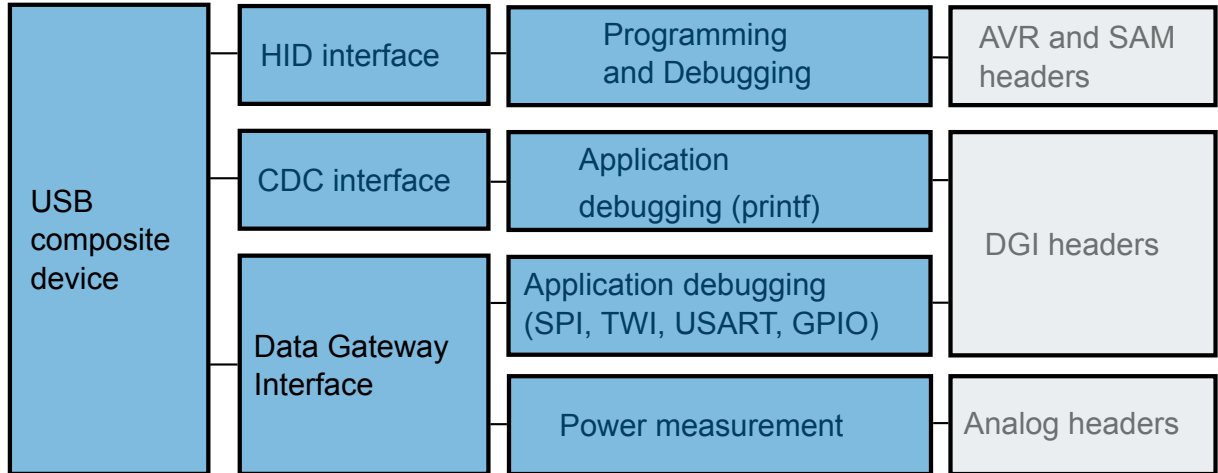 USB
composite
device
HID interface
Programming
and Debugging
AVR and SAM
headers
CDC interface
Application
debugging (printf)
DGI headers
Data Gateway
Interface
Application debugging
(SPI, TWI, USART, GPIO)
Power measurement
Analog headers